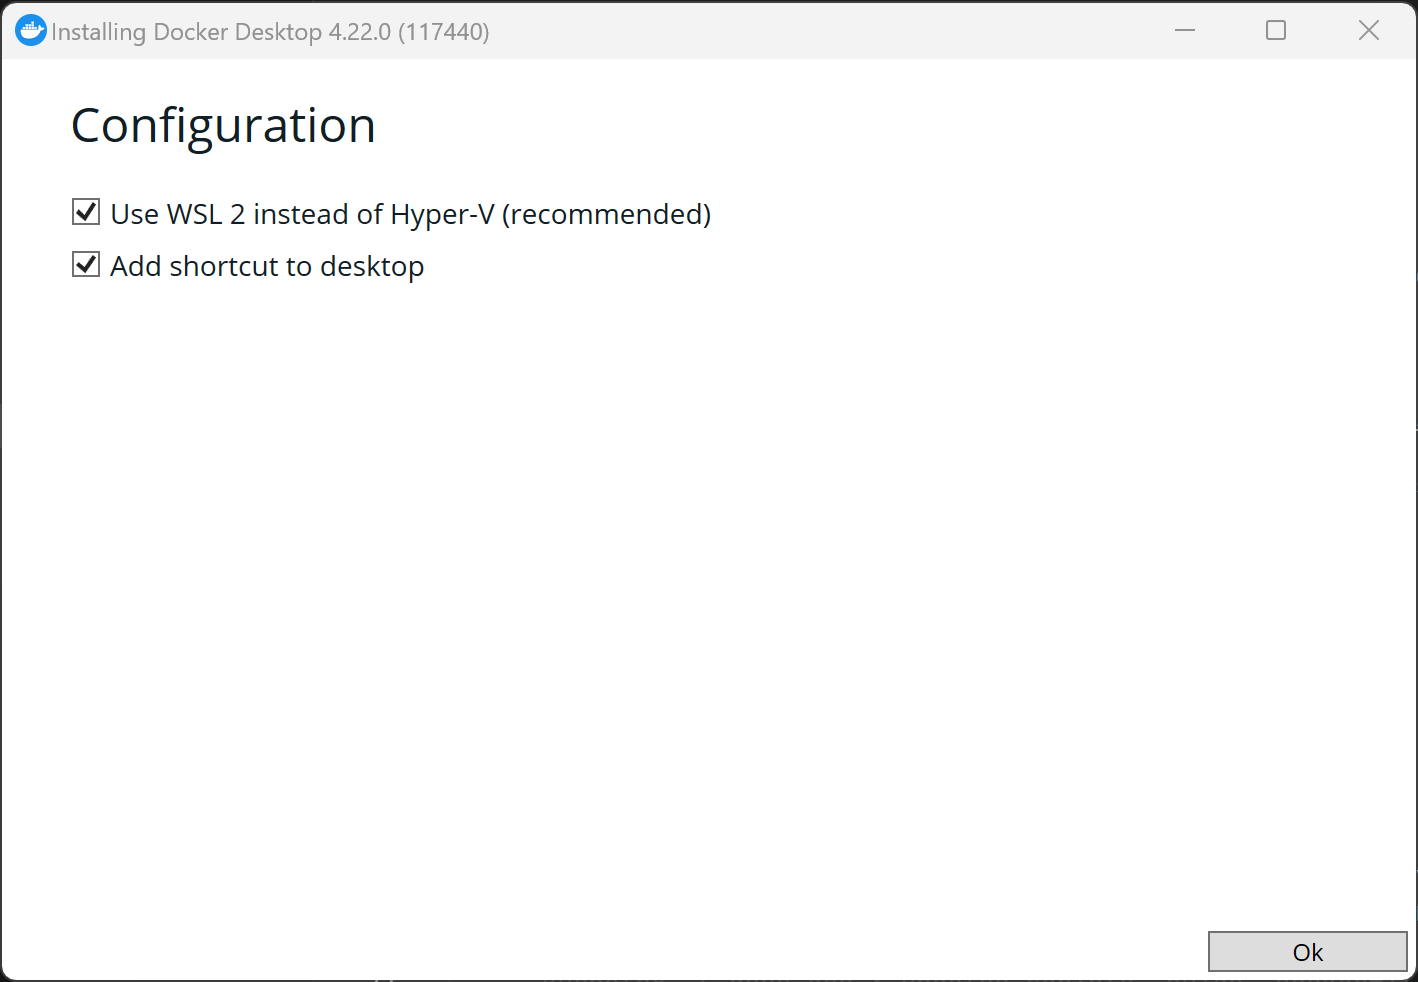 Installing Docker Desktop 4.22.0 (117440)
Configuration
Use WSL 2 instead of Hyper-V (recommended)
Add shortcut to desktop
Ok